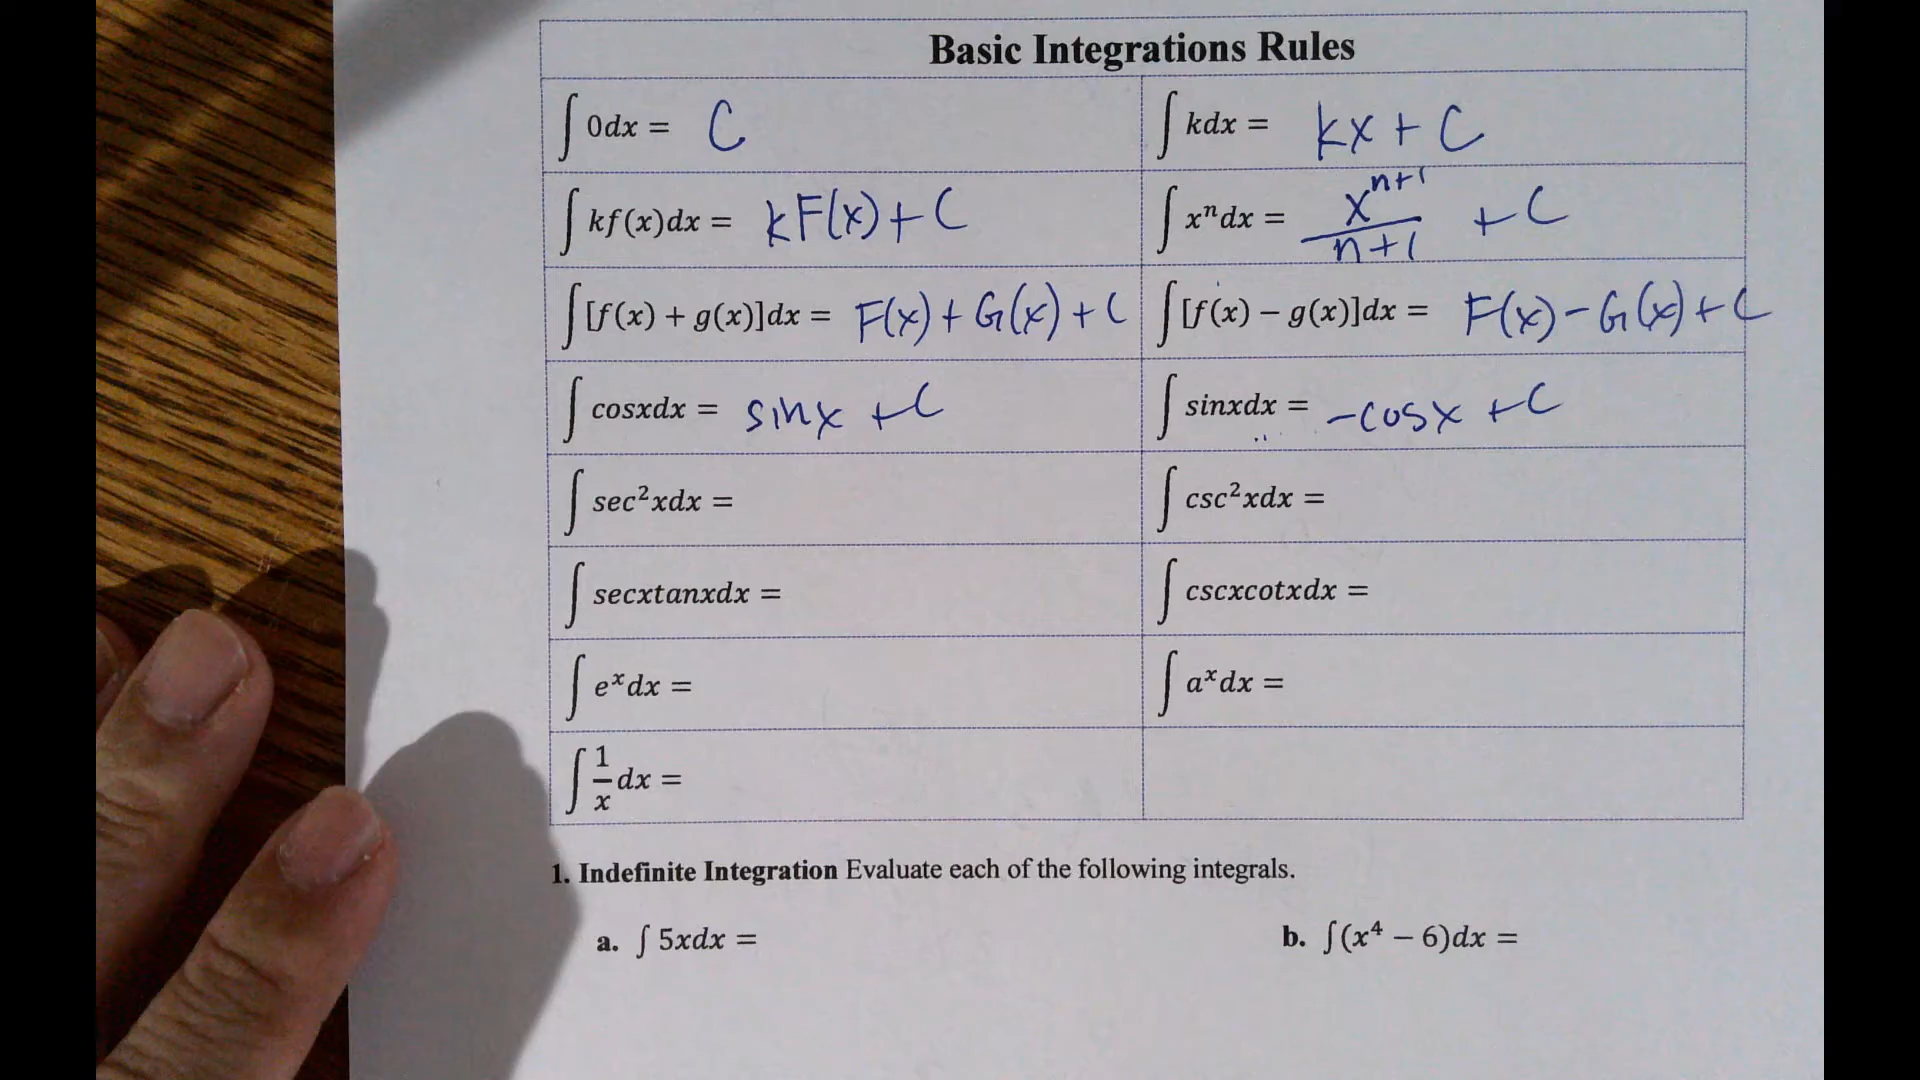 Basic Integrations Rules
∫ 0dx = C
∫ kdx = kx + C
∫ kf(x)dx = kF(x) + C
∫ xⁿdx = xⁿ⁺¹/n+1 + C
∫[f(x) + g(x)]dx = F(x) + G(x) + C
∫[f(x) − g(x)]dx = F(x) − G(x) + C
∫ cosxdx = sinx + C
∫ sinxdx = -cosx + C
∫ sec²xdx =
∫ csc²xdx =
∫ secxtanxdx =
∫ cscxcotxdx =
∫ eˣdx =
∫ aˣdx =
∫ 1/x dx =
1. Indefinite Integration Evaluate each of the following integrals.
a. ∫ 5xdx =
b. ∫(x⁴ − 6)dx =